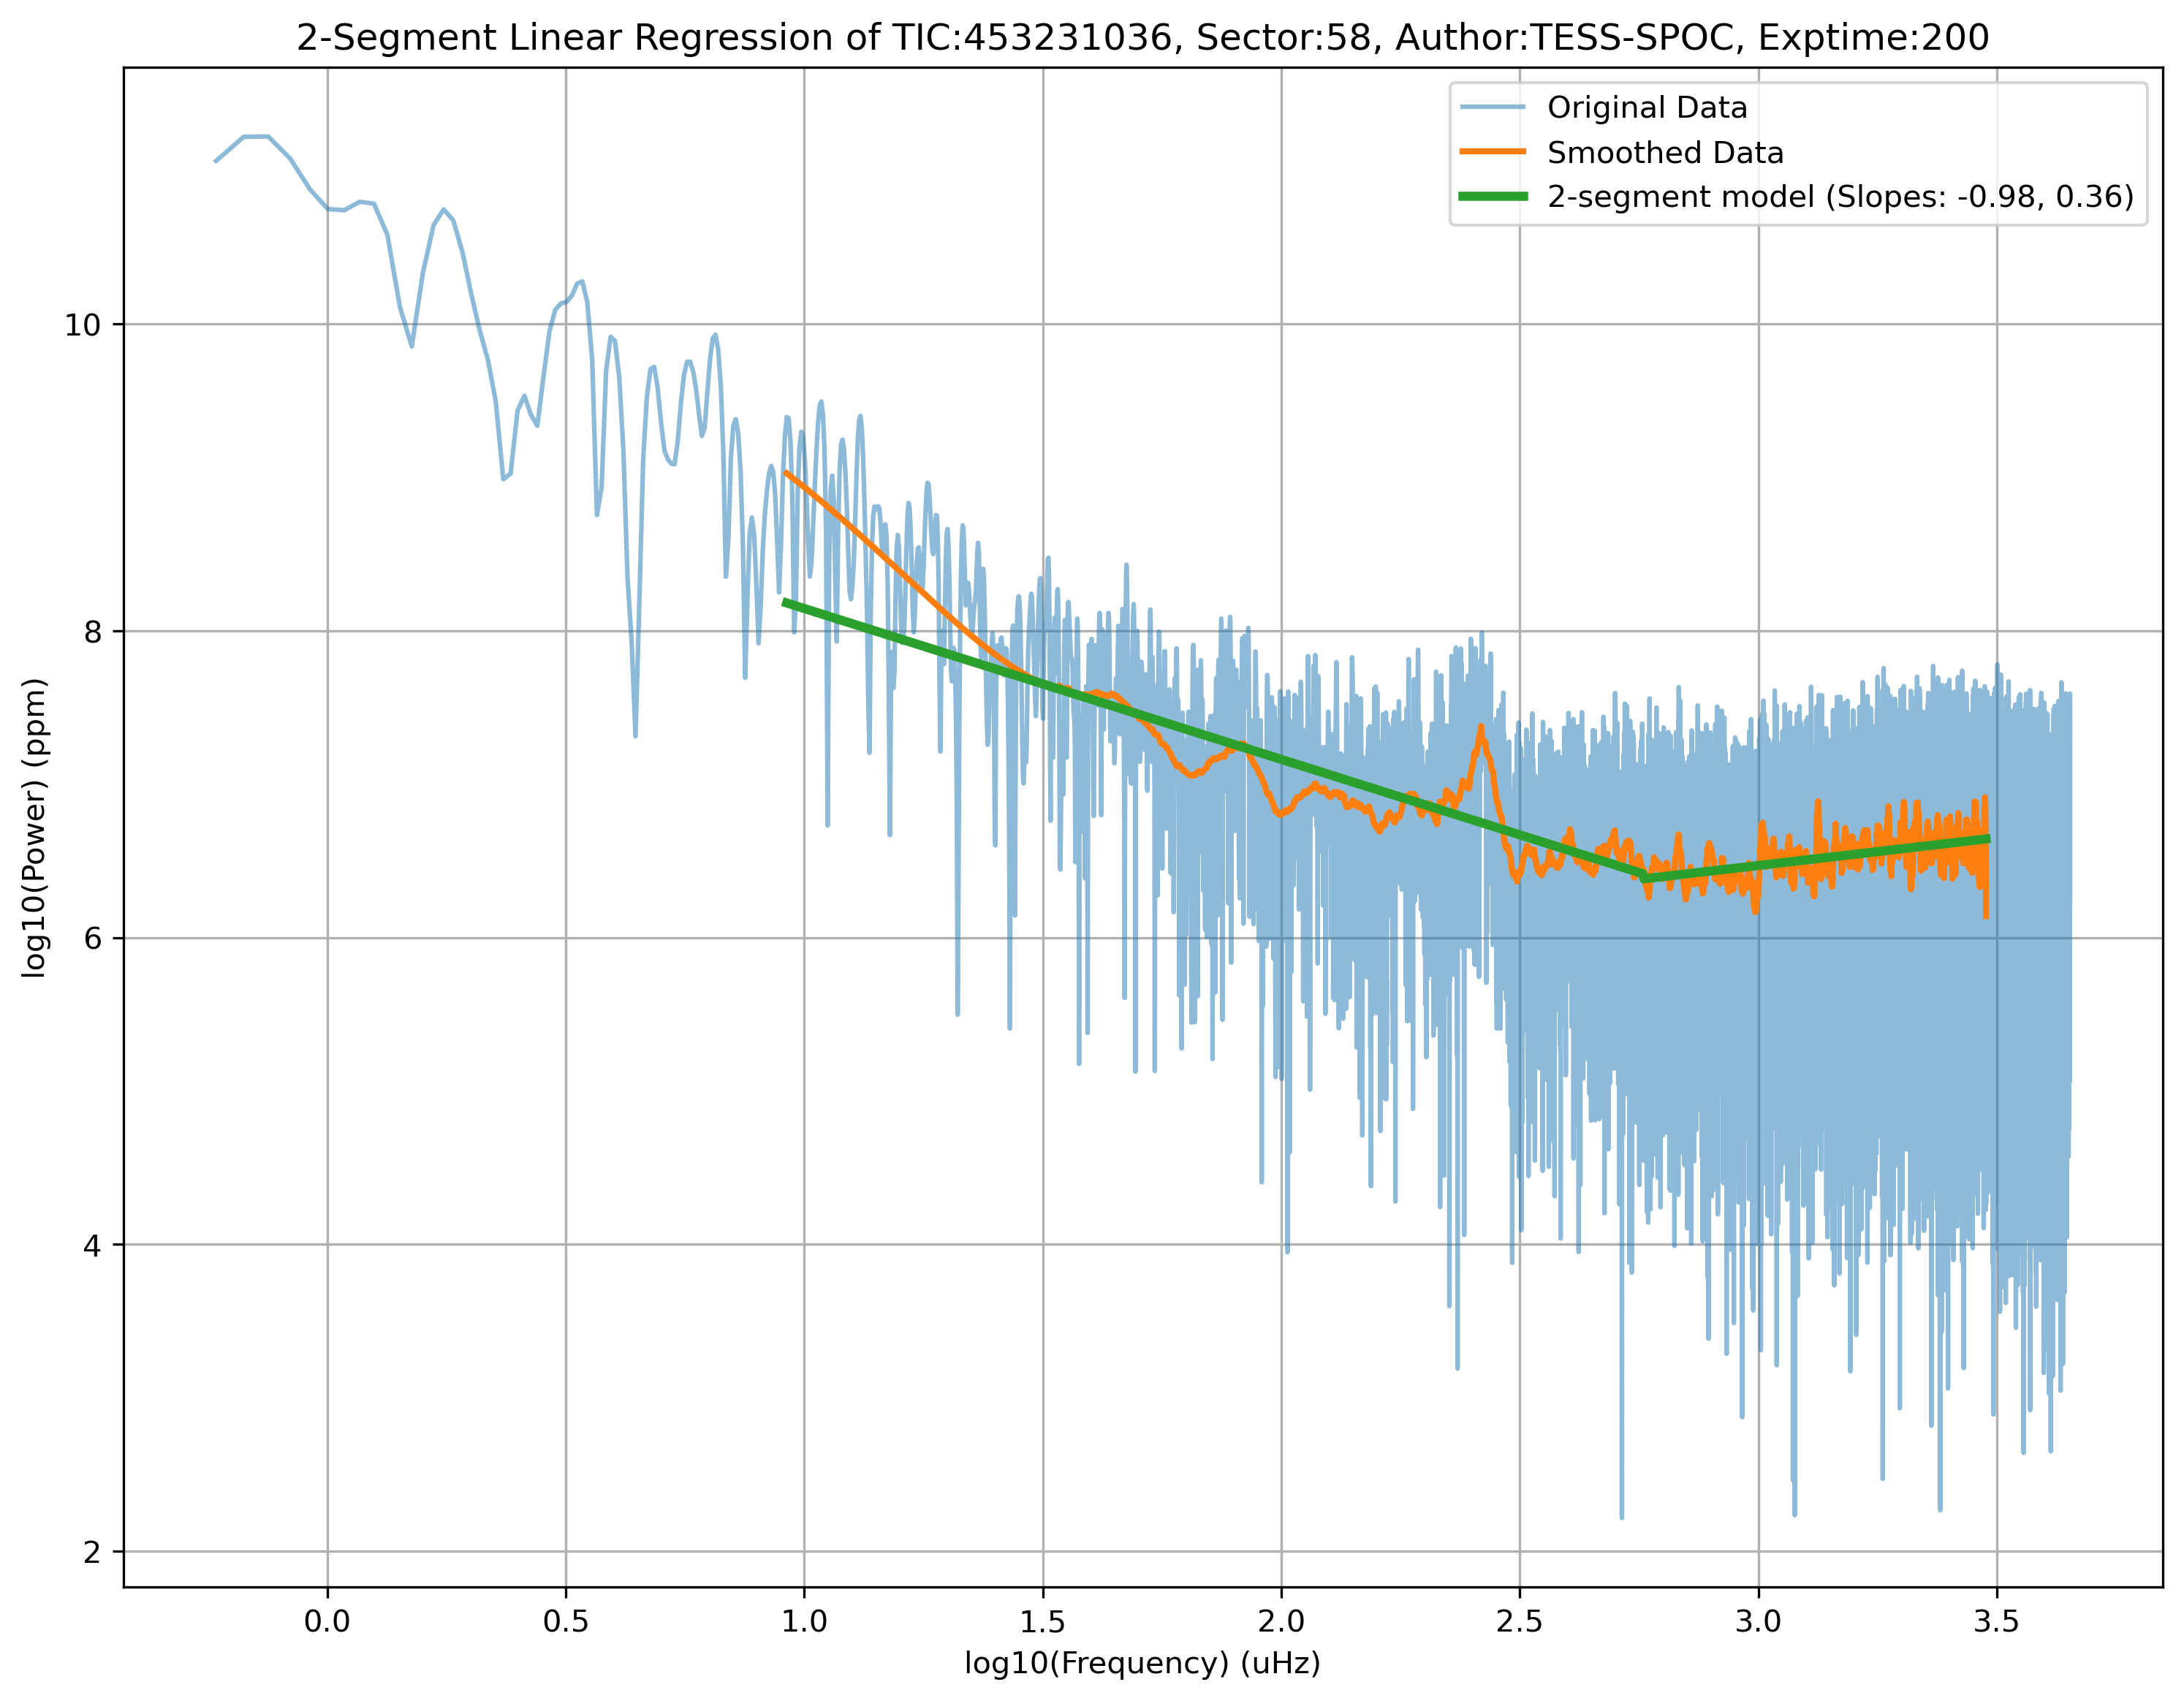 2-Segment Linear Regression of TIC:453231036, Sector:58, Author:TESS-SPOC, Exptime:200
Original Data
Smoothed Data
2-segment model (Slopes: -0.98, 0.36)
log10(Power) (ppm)
10
8
6
4
2
0.0 0.5 1.0 1.5 2.0 2.5 3.0 3.5
log10(Frequency) (uHz)